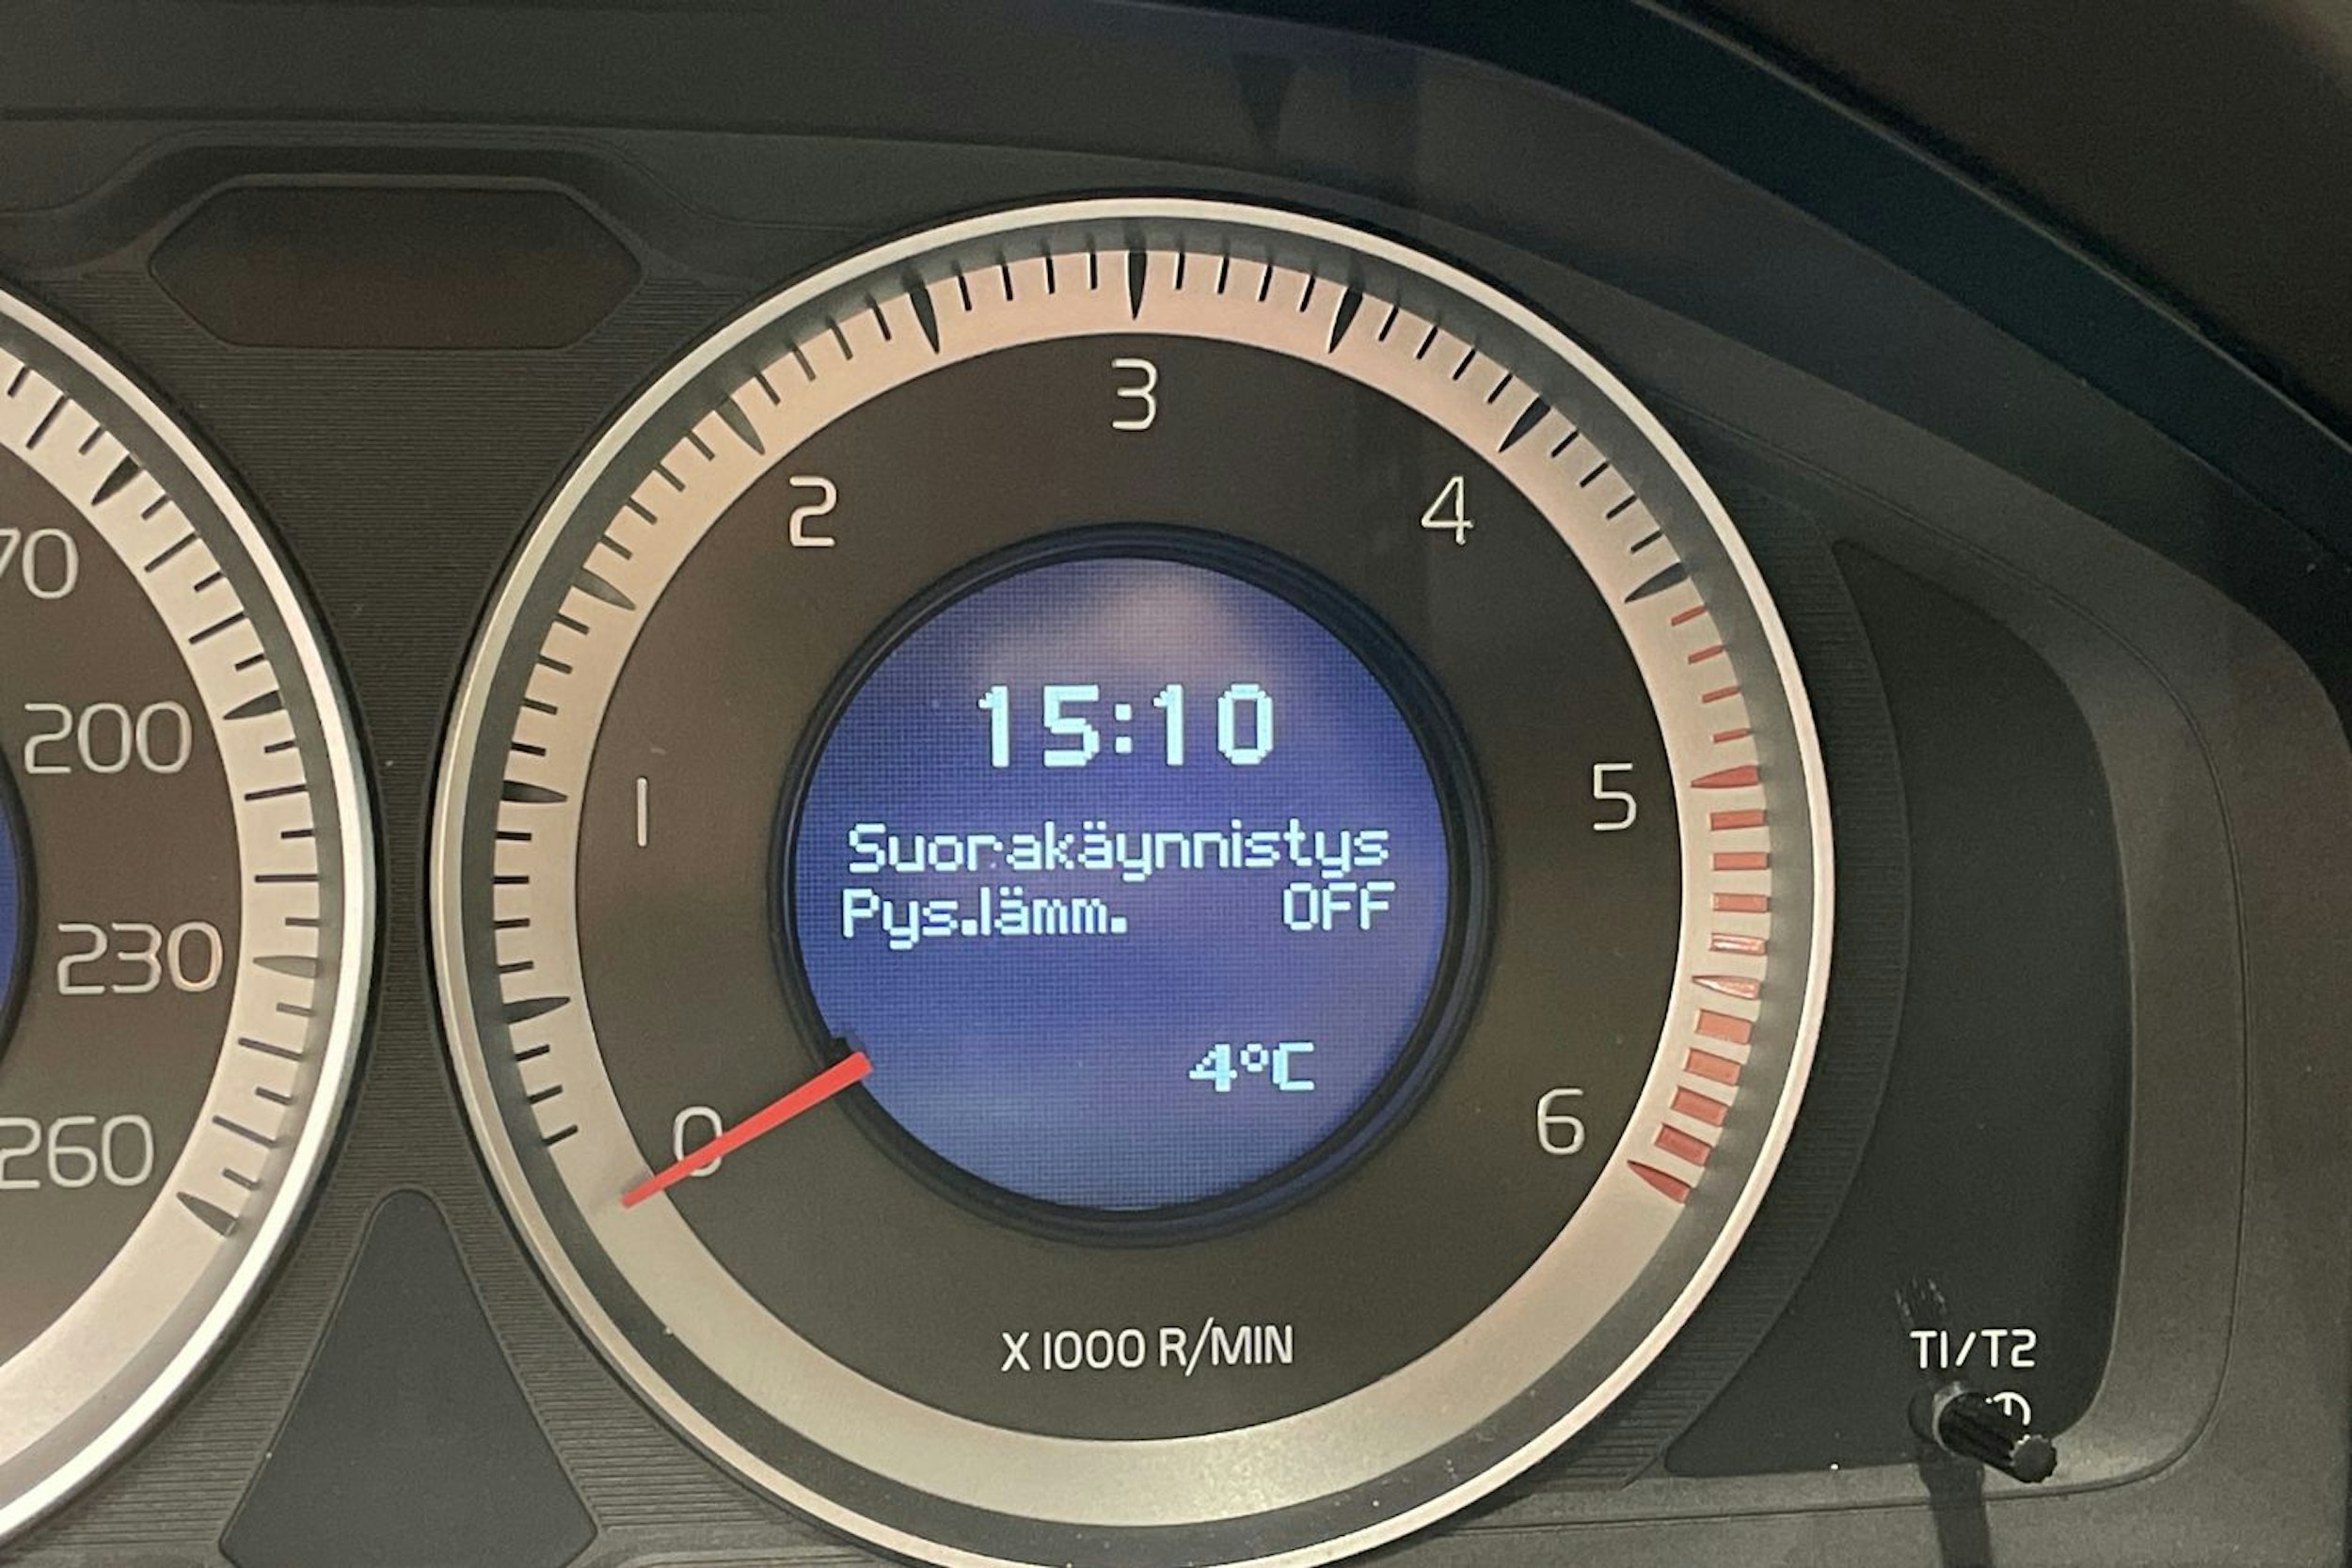 3
2
4
70
15:10
200
1
5
Suorakäynnistys
Pys.lämm. OFF
230
4°C
0
6
260
X 1000 R/MIN
T1/T2